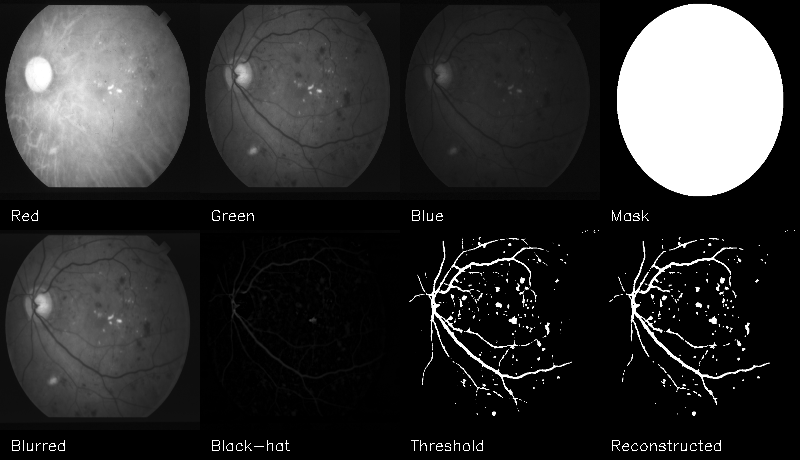 Red
Green
Blue
Mask
Blurred
Black-hat
Threshold
Reconstructed